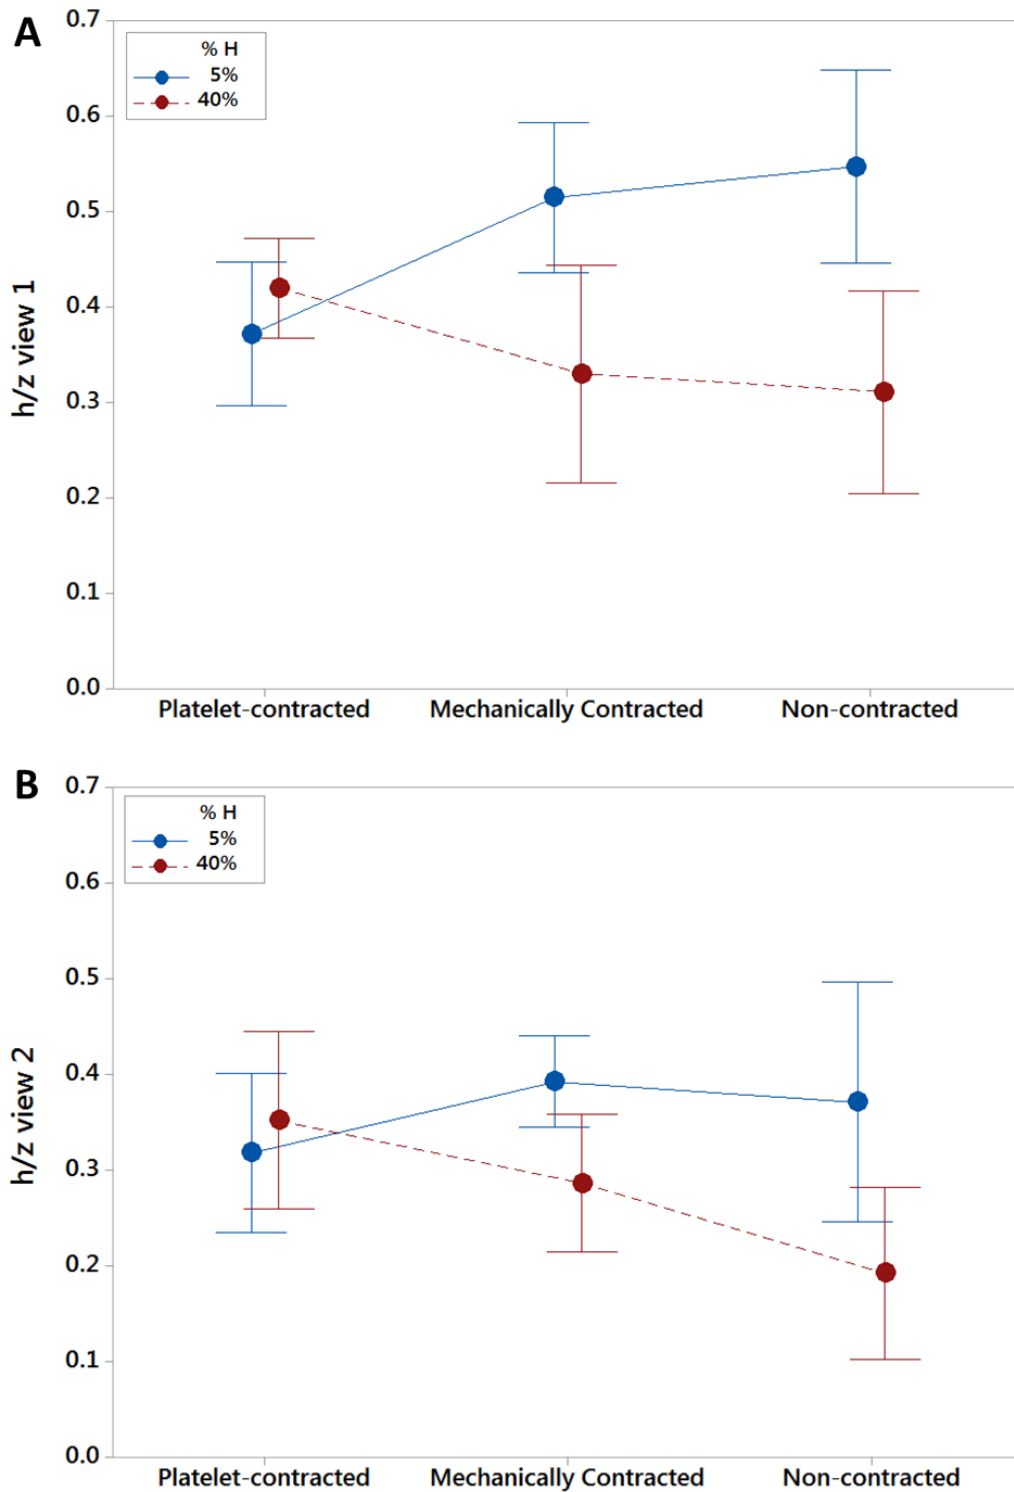 A
0.7
% H
5%
40%
0.6
0.5
0.4
0.3
0.2
0.1
0.0
h/z view 1
Platelet-contracted Mechanically Contracted Non-contracted
B
0.7
% H
5%
40%
0.6
0.5
0.4
0.3
0.2
0.1
0.0
h/z view 2
Platelet-contracted Mechanically Contracted Non-contracted